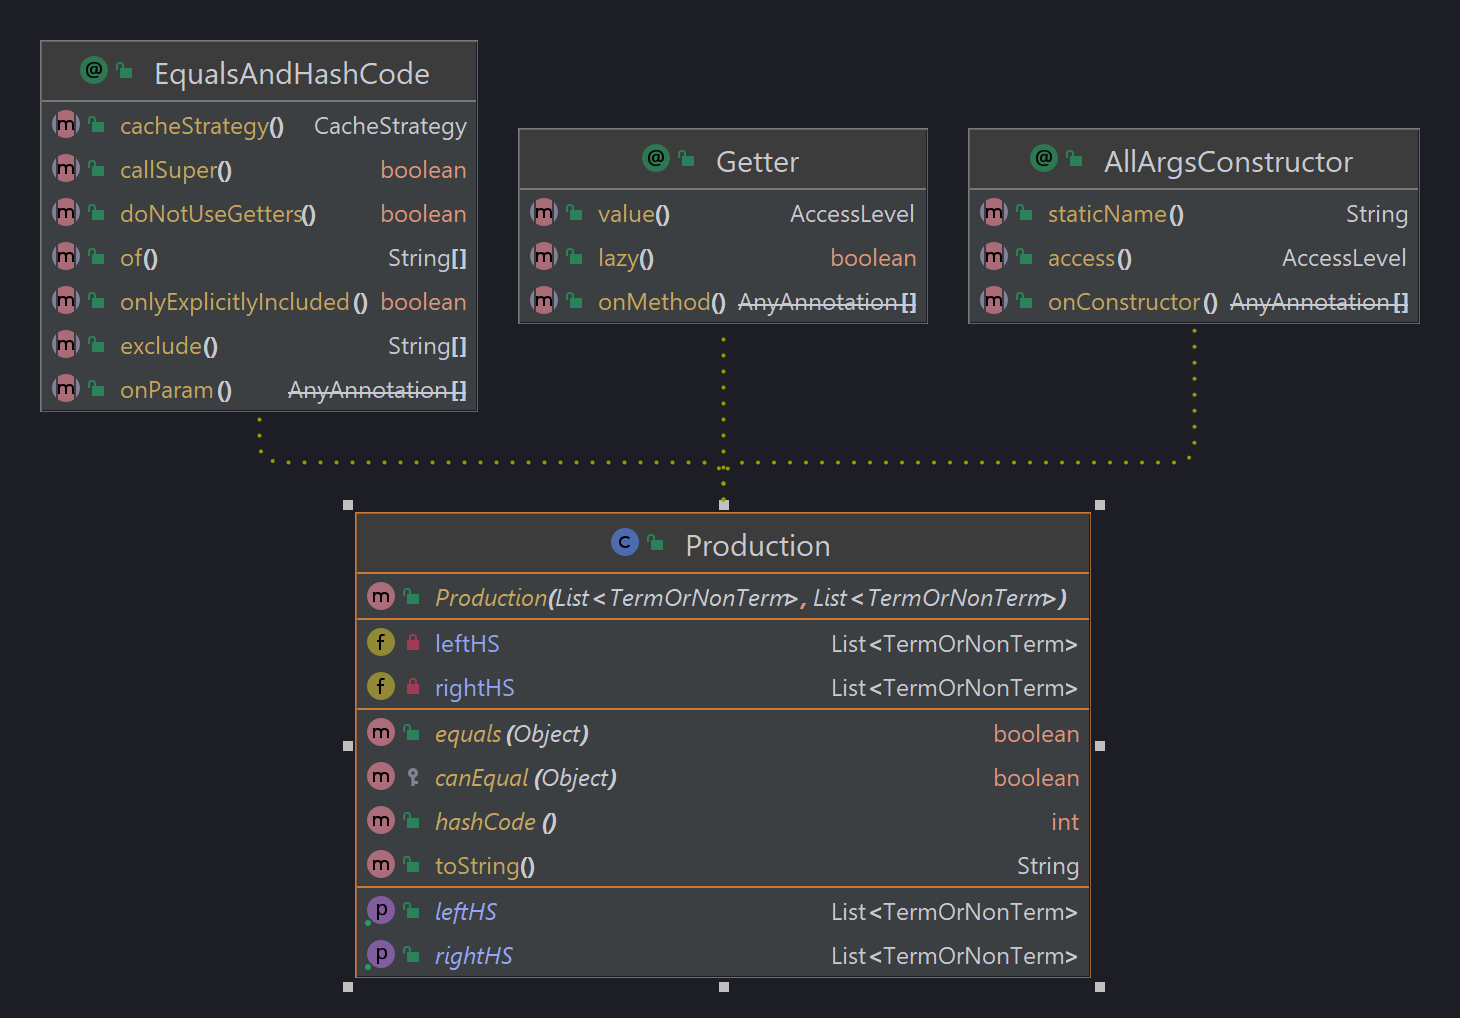 @ EqualsAndHashCode
m cacheStrategy() CacheStrategy
m callSuper() boolean
m doNotUseGetters() boolean
m of() String[]
m onlyExplicitlyIncluded() boolean
m exclude() String[]
m onParam() AnyAnnotation[]
@ Getter
m value() AccessLevel
m lazy() boolean
m onMethod() AnyAnnotation[]
@ AllArgsConstructor
m staticName() String
m access() AccessLevel
m onConstructor() AnyAnnotation[]
C Production
m Production(List<TermOrNonTerm>, List<TermOrNonTerm>)
f leftHS List<TermOrNonTerm>
f rightHS List<TermOrNonTerm>
m equals(Object) boolean
m canEqual(Object) boolean
m hashCode() int
m toString() String
p leftHS List<TermOrNonTerm>
p rightHS List<TermOrNonTerm>